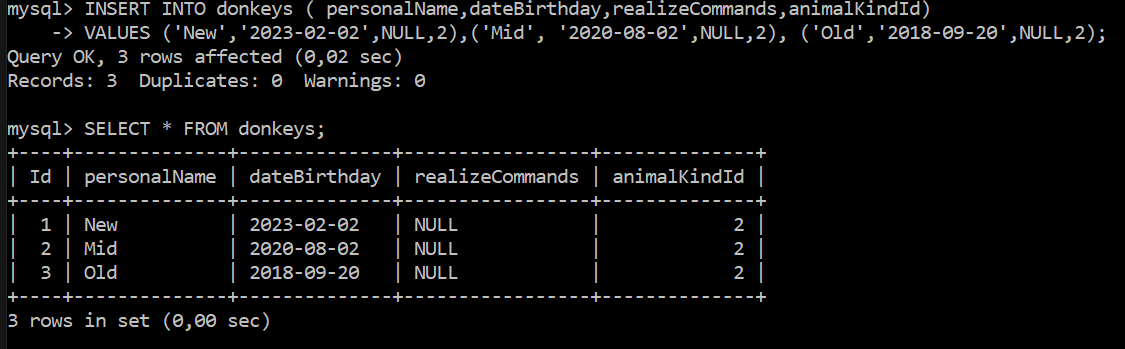 mysql> INSERT INTO donkeys ( personalName,dateBirthday,realizeCommands,animalKindId)
    -> VALUES ('New','2023-02-02',NULL,2),('Mid', '2020-08-02',NULL,2), ('Old','2018-09-20',NULL,2);
Query OK, 3 rows affected (0,02 sec)
Records: 3  Duplicates: 0  Warnings: 0

mysql> SELECT * FROM donkeys;
+----+--------------+--------------+-----------------+--------------+
| Id | personalName | dateBirthday | realizeCommands | animalKindId |
+----+--------------+--------------+-----------------+--------------+
|  1 | New          | 2023-02-02   | NULL            |            2 |
|  2 | Mid          | 2020-08-02   | NULL            |            2 |
|  3 | Old          | 2018-09-20   | NULL            |            2 |
+----+--------------+--------------+-----------------+--------------+
3 rows in set (0,00 sec)